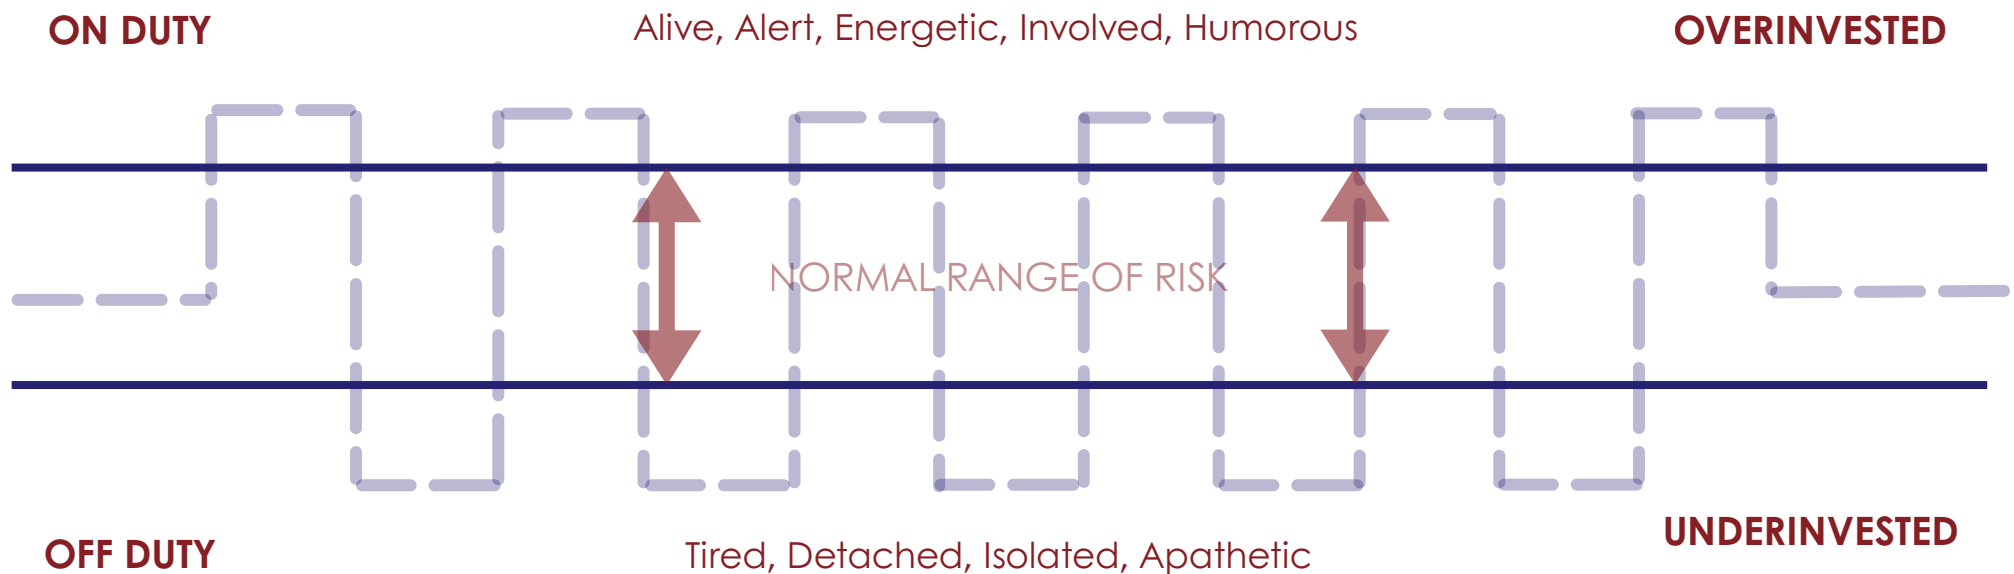 ON DUTY
Alive, Alert, Energetic, Involved, Humorous
OVERINVESTED
NORMAL RANGE OF RISK
OFF DUTY
Tired, Detached, Isolated, Apathetic
UNDERINVESTED